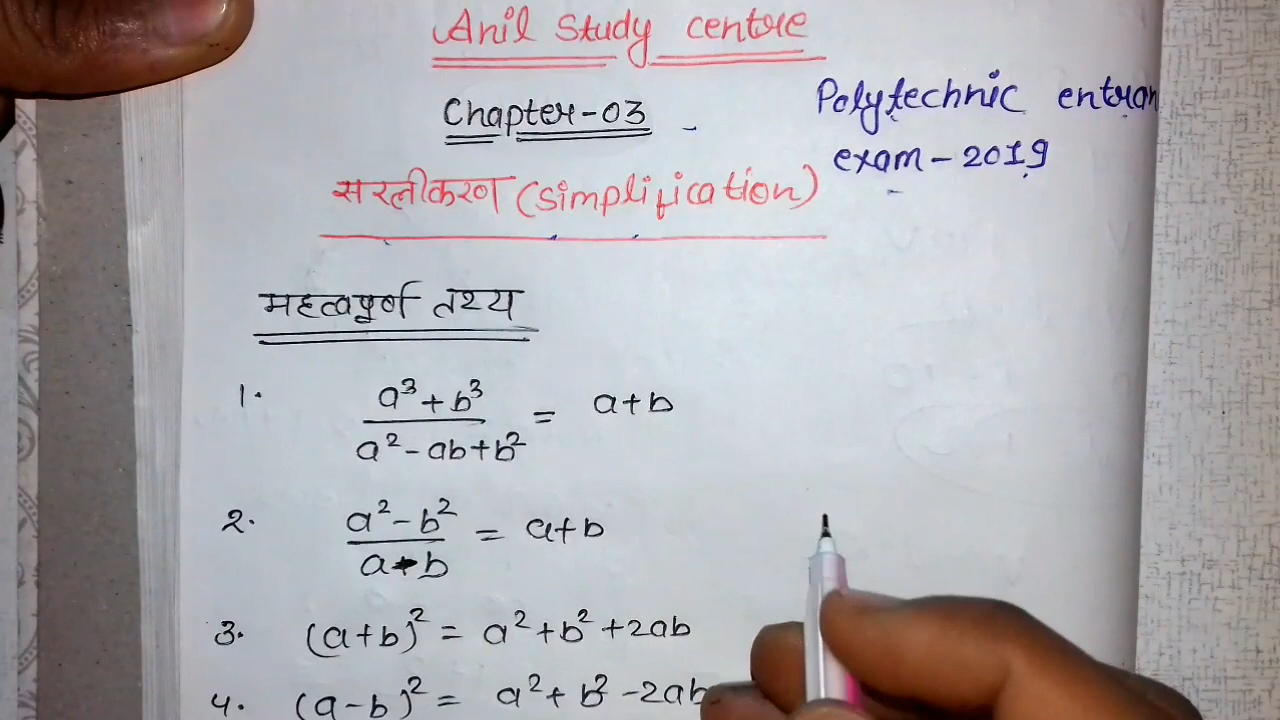 Anil Study centre
Chapter-03
Polytechnic entran
exam-2019
सरलीकरण (simplification)
महत्वपूर्ण तथ्य
1. a³+b³ / a²-ab+b² = a+b
2. a²-b² / a-b = a+b
3. (a+b)² = a²+b²+2ab
4. (a-b)² = a²+b²-2ab